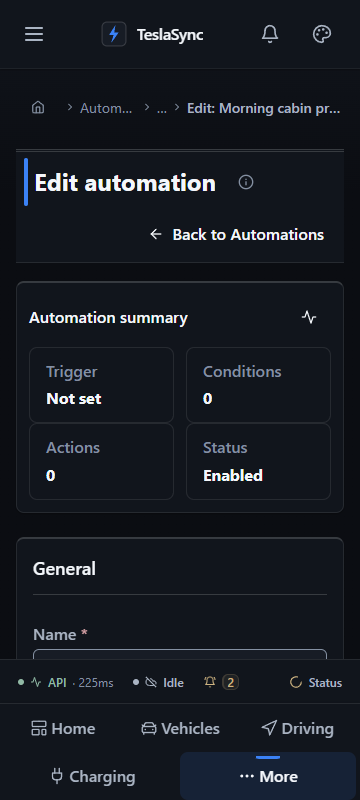 TeslaSync
Autom... ... Edit: Morning cabin pr...
Edit automation
Back to Automations
Automation summary
Trigger
Not set
Conditions
0
Actions
0
Status
Enabled
General
Name *
API · 225ms Idle 2 Status
Home Vehicles Driving
Charging More